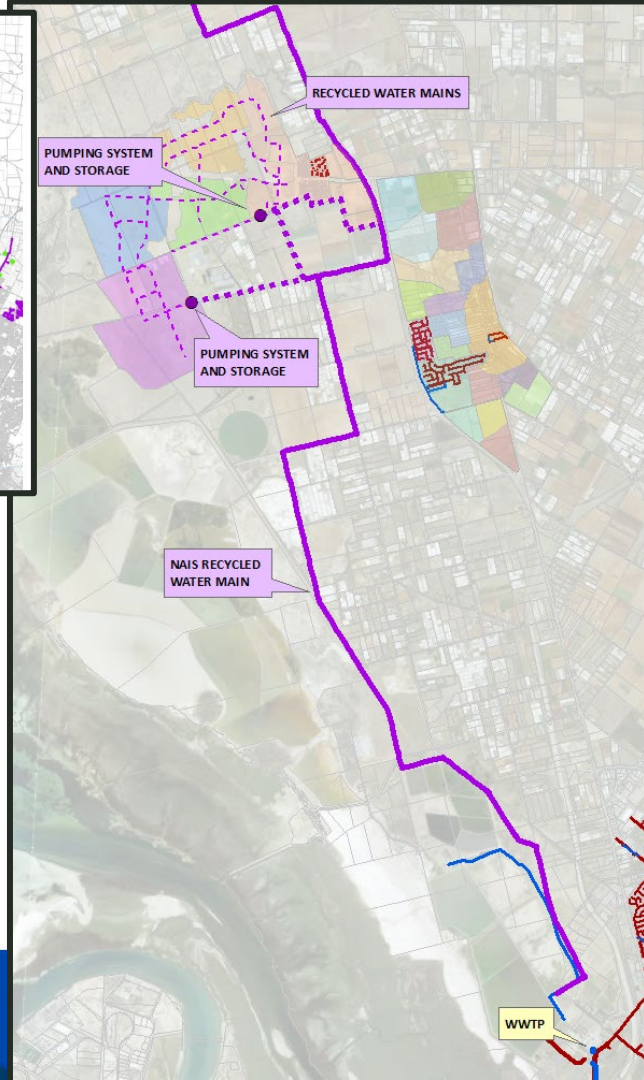 RECYCLED WATER MAINS
PUMPING SYSTEM
AND STORAGE
PUMPING SYSTEM
AND STORAGE
NAIS RECYCLED
WATER MAIN
WWTP